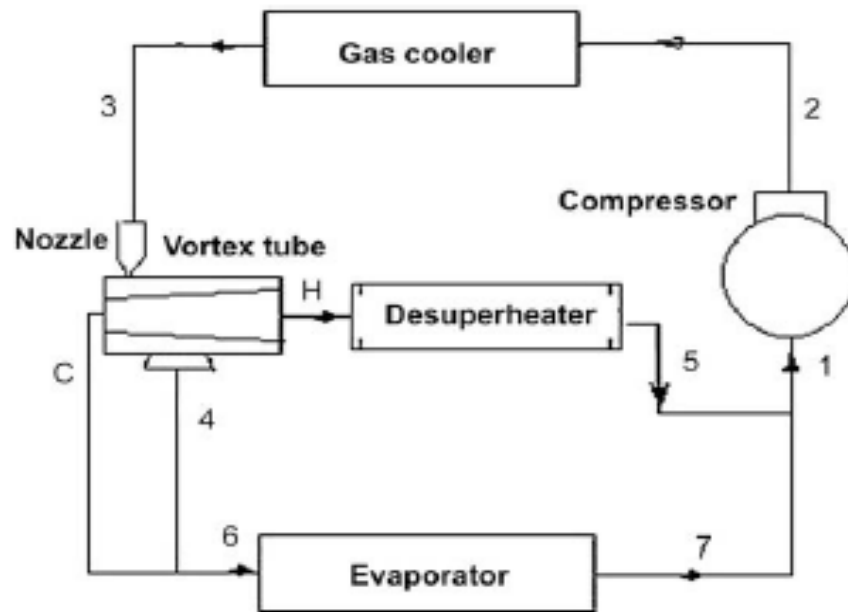 Gas cooler
3
2
Compressor
Nozzle
Vortex tube
H
Desuperheater
C
5
1
4
6
7
Evaporator